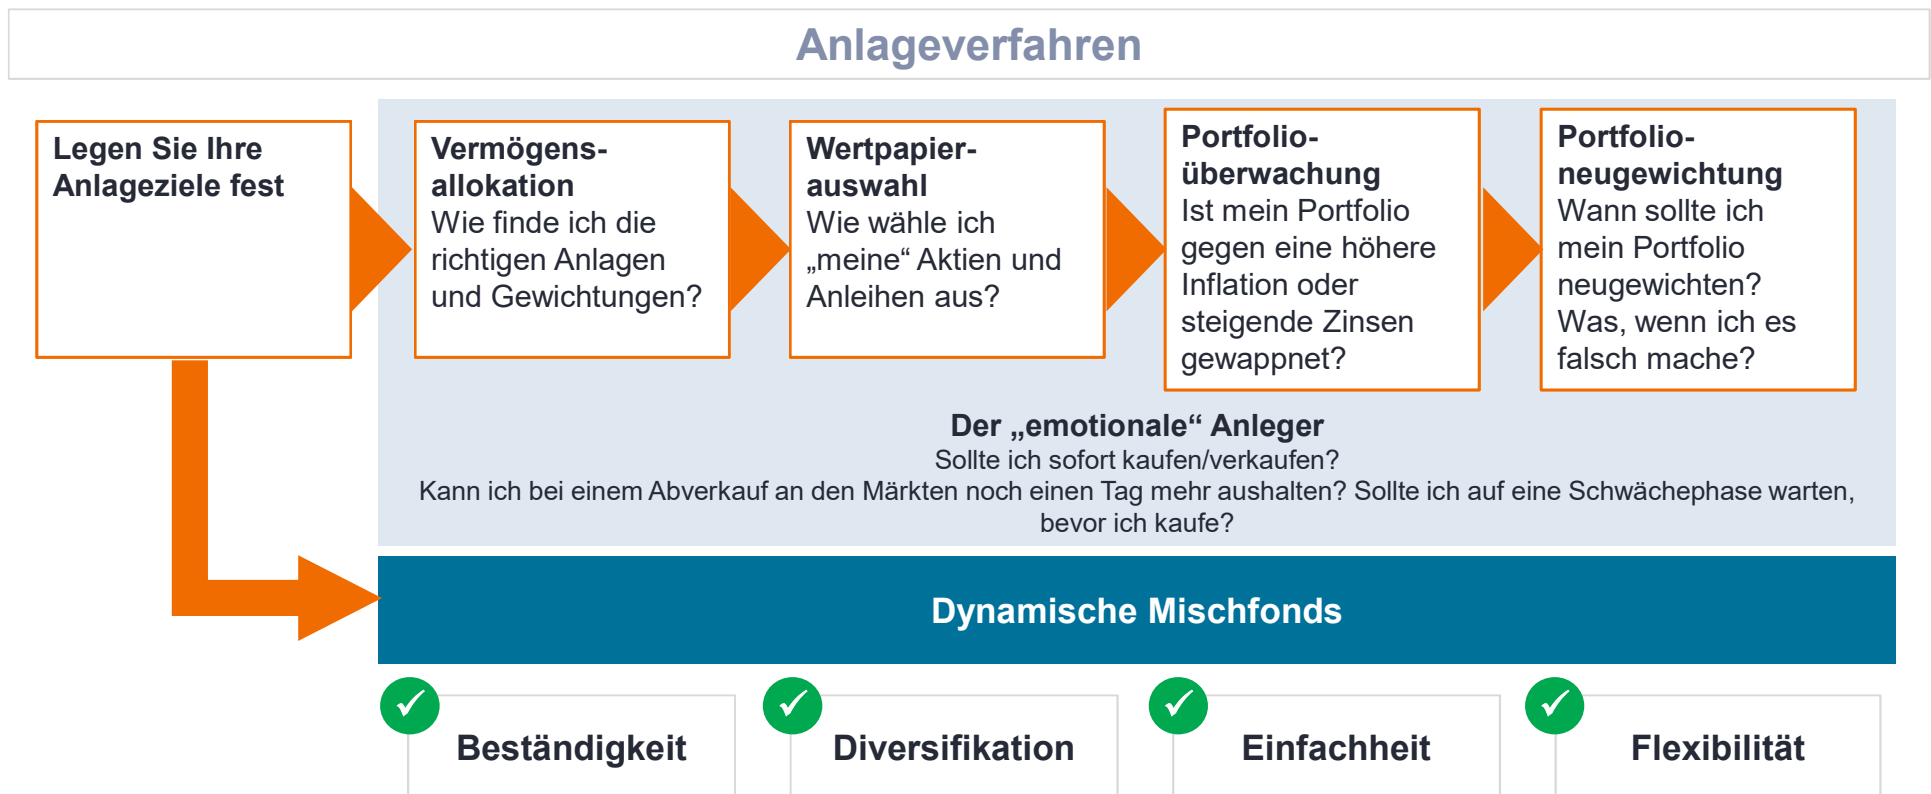 Anlageverfahren
Legen Sie Ihre
Anlageziele fest
Vermögens-
allokation
Wie finde ich die
richtigen Anlagen
und Gewichtungen?
Wertpapier-
auswahl
Wie wähle ich
„meine“ Aktien und
Anleihen aus?
Portfolio-
überwachung
Ist mein Portfolio
gegen eine höhere
Inflation oder
steigende Zinsen
gewappnet?
Portfolio-
neugewichtung
Wann sollte ich
mein Portfolio
neugewichten?
Was, wenn ich es
falsch mache?
Der „emotionale“ Anleger
Sollte ich sofort kaufen/verkaufen?
Kann ich bei einem Abverkauf an den Märkten noch einen Tag mehr aushalten? Sollte ich auf eine Schwächephase warten,
bevor ich kaufe?
Dynamische Mischfonds
Beständigkeit
Diversifikation
Einfachheit
Flexibilität